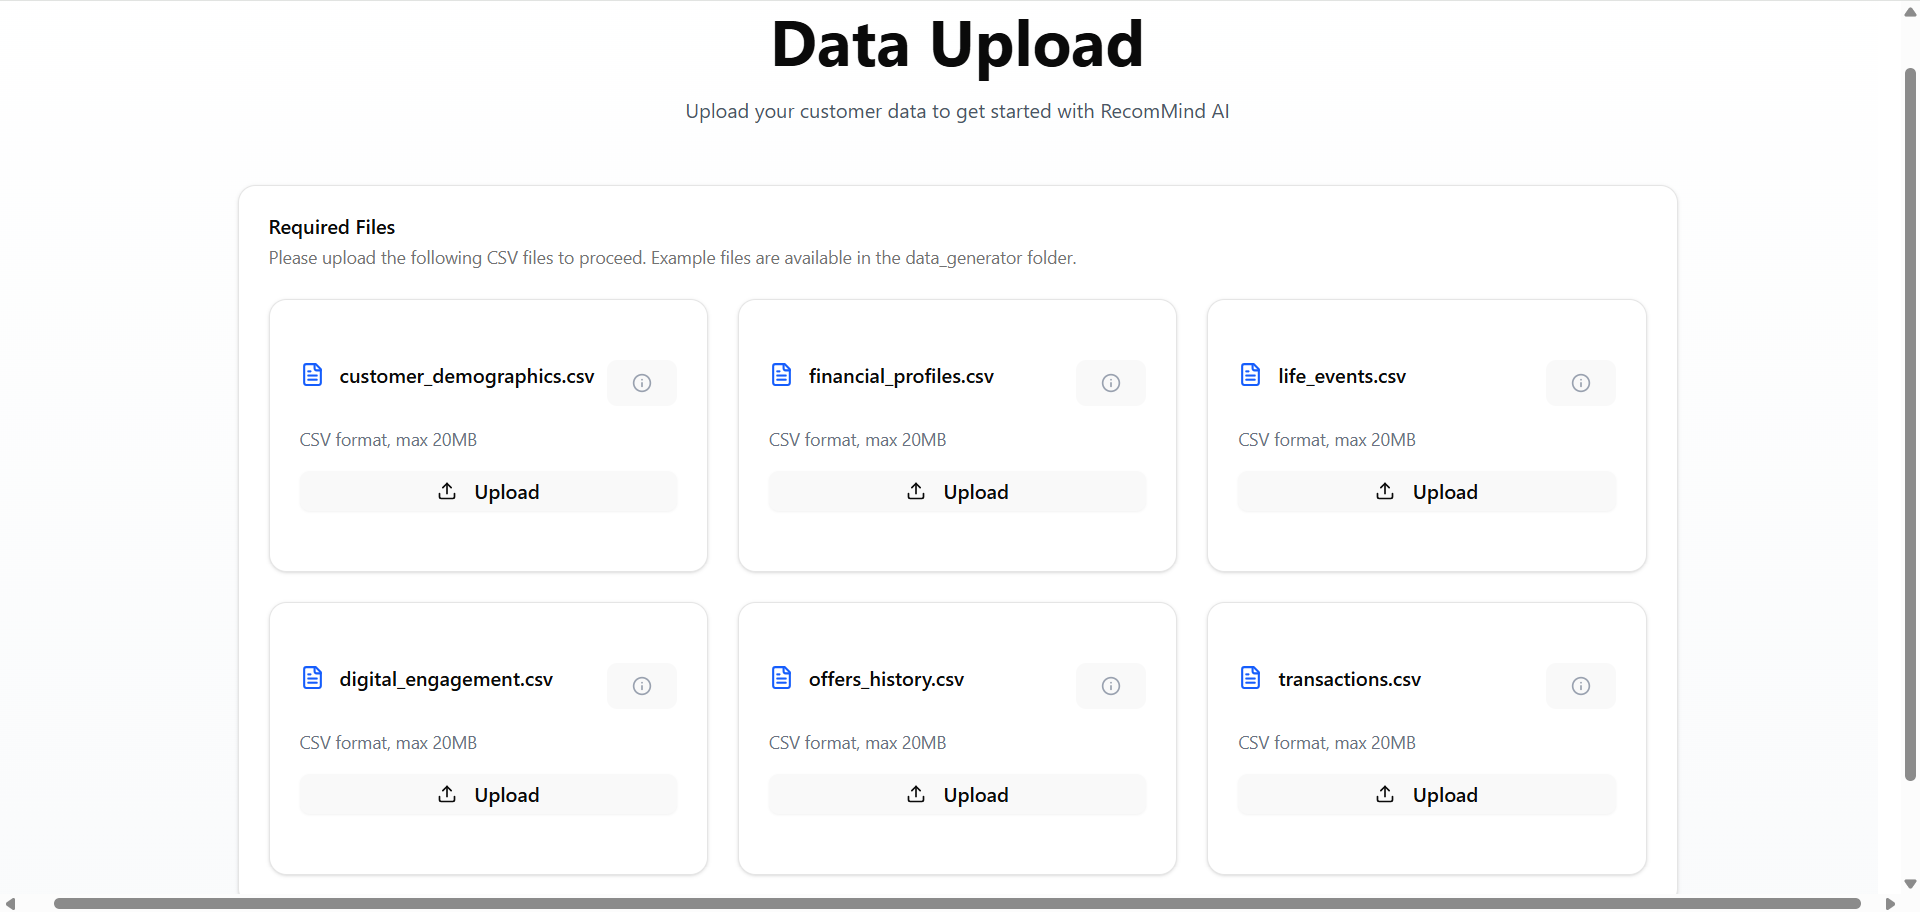 Data Upload
Upload your customer data to get started with RecomMind AI
Required Files
Please upload the following CSV files to proceed. Example files are available in the data_generator folder.
customer_demographics.csv
CSV format, max 20MB
Upload
financial_profiles.csv
CSV format, max 20MB
Upload
life_events.csv
CSV format, max 20MB
Upload
digital_engagement.csv
CSV format, max 20MB
Upload
offers_history.csv
CSV format, max 20MB
Upload
transactions.csv
CSV format, max 20MB
Upload